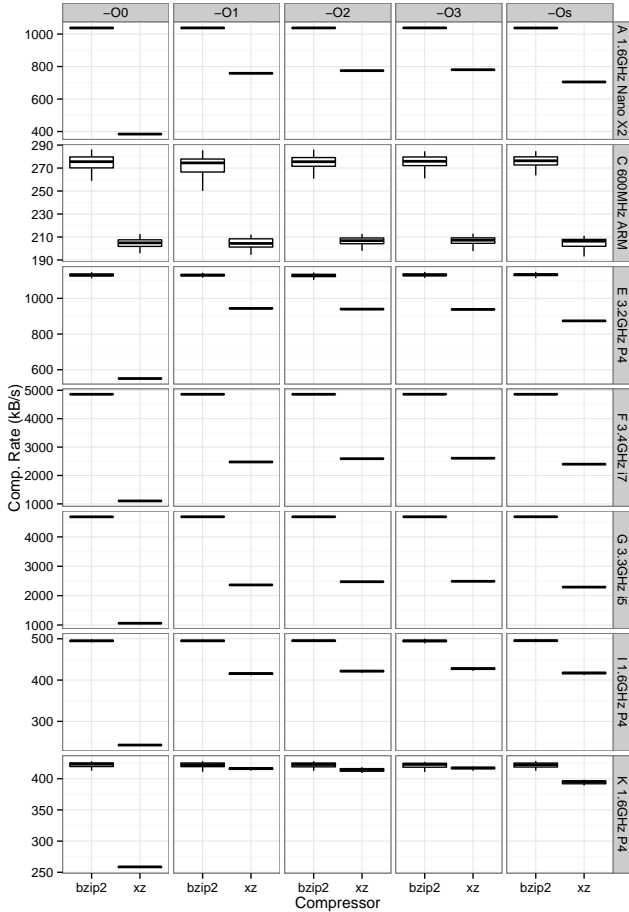 −O0 −O1 −O2 −O3 −Os
1000
800
600
400
A 1.6GHz Nano X2
290
270
250
230
210
190
C 600MHz ARM
1000
800
600
E 3.2GHz P4
5000
4000
3000
2000
1000
F 3.4GHz i7
4000
3000
2000
1000
G 3.3GHz i5
500
400
300
I 1.6GHz P4
400
350
300
250
K 1.6GHz P4
Comp. Rate (kB/s)
bzip2 xz bzip2 xz bzip2 xz bzip2 xz bzip2 xz
Compressor